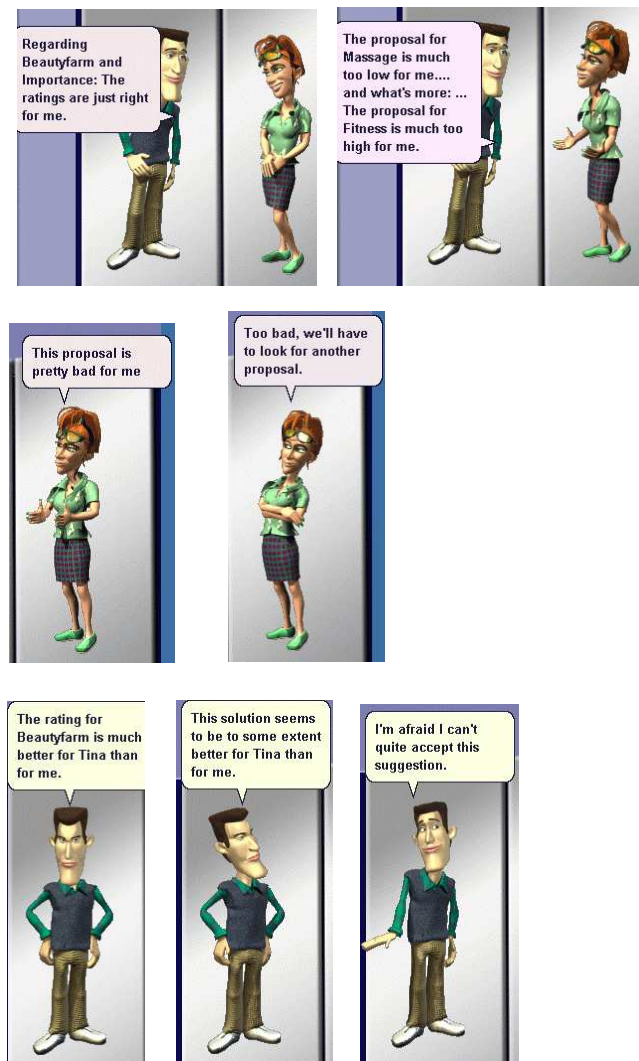 Regarding
Beautyfarm and
Importance: The
ratings are just right
for me.
The proposal for
Massage is much
too low for me....
and what's more: ...
The proposal for
Fitness is much too
high for me.
This proposal is
pretty bad for me
Too bad, we'll have
to look for another
proposal.
The rating for
Beautyfarm is much
better for Tina than
for me.
This solution seems
to be to some extent
better for Tina than
for me.
I'm afraid I can't
quite accept this
suggestion.